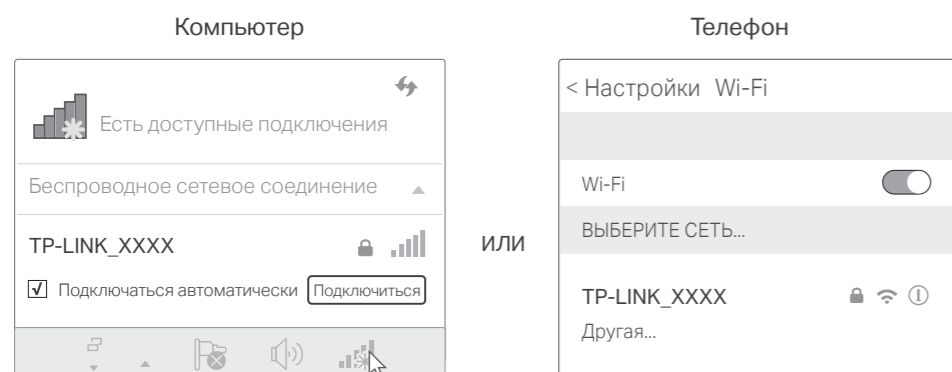 Компьютер
Есть доступные подключения
Беспроводное сетевое соединение
TP-LINK_XXXX
Подключаться автоматически Подключиться
или
Телефон
< Настройки Wi-Fi
Wi-Fi
ВЫБЕРИТЕ СЕТЬ...
TP-LINK_XXXX
Другая...